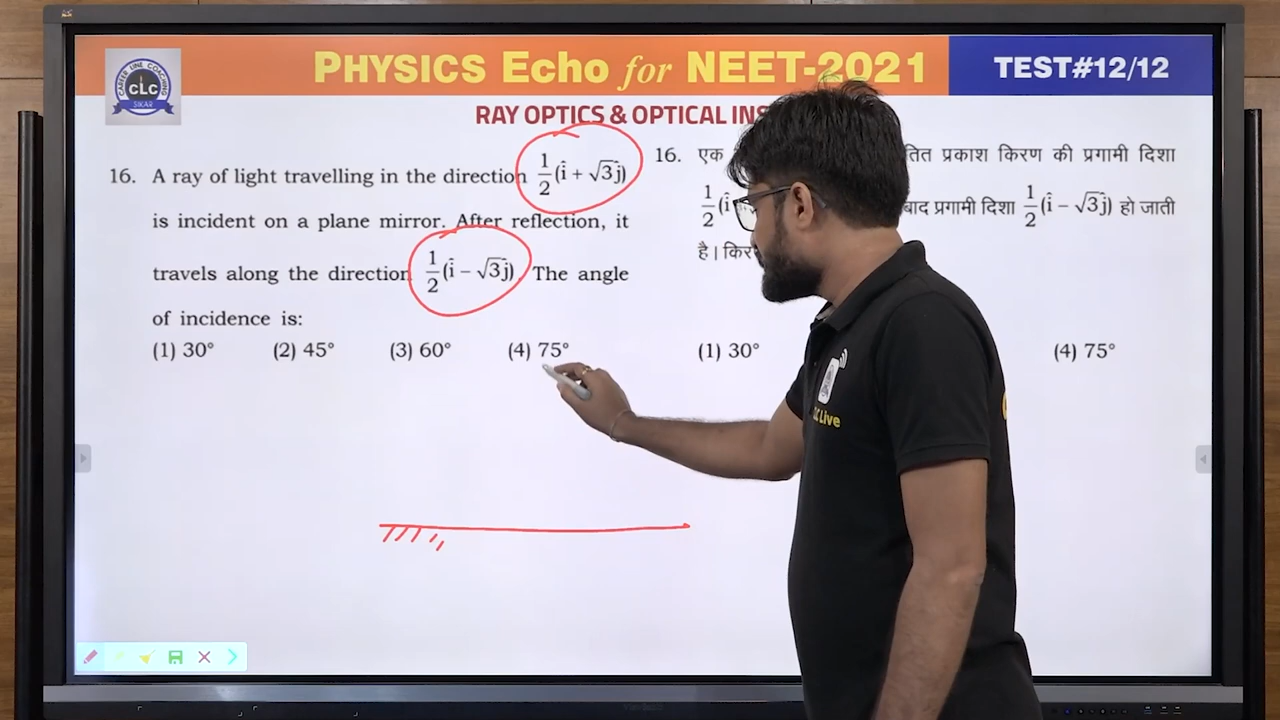 PHYSICS Echo for NEET-2021
TEST#12/12
CAREER LINE COACHING
CLC
SIKAR
RAY OPTICS & OPTICAL INS
16. A ray of light travelling in the direction 1/2(î + √3ĵ)
is incident on a plane mirror. After reflection, it
travels along the direction 1/2(î − √3ĵ). The angle
of incidence is:
(1) 30° (2) 45° (3) 60° (4) 75°
16. एक
प्रकाश किरण की प्रगामी दिशा
1/2(î
बाद प्रगामी दिशा 1/2(î − √3ĵ) हो जाती
है।
(1) 30° (4) 75°
Live